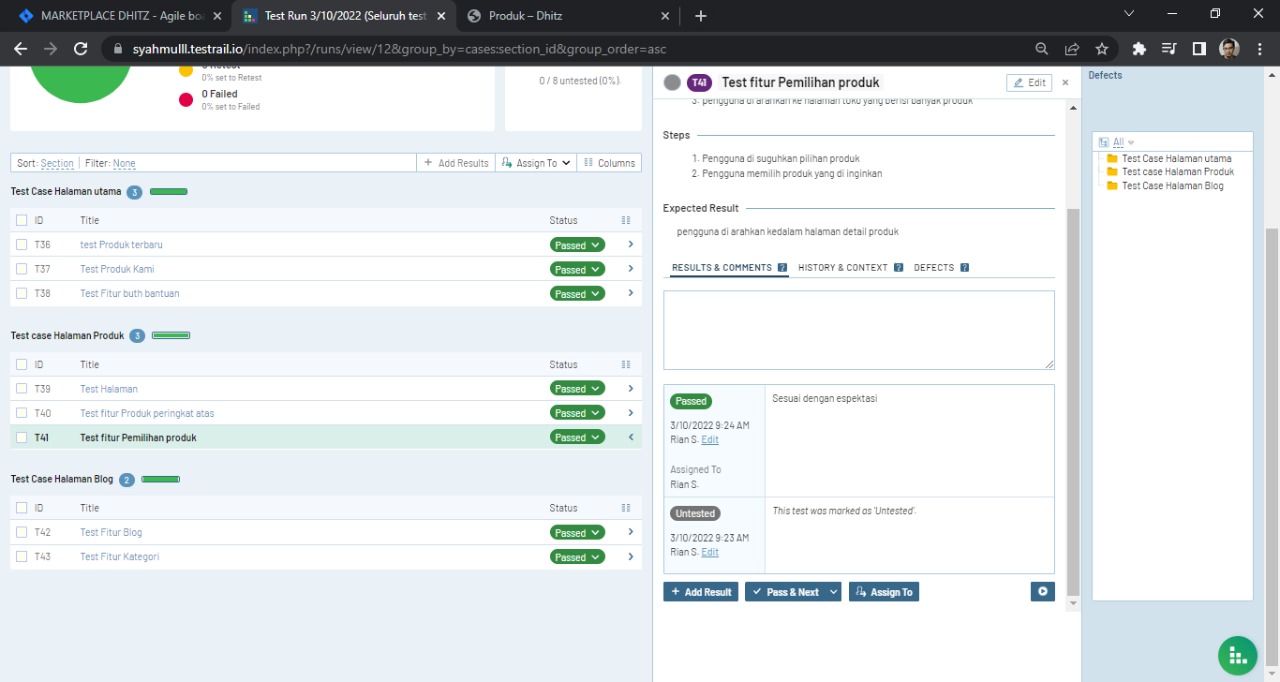 MARKETPLACE DHITZ - Agile boa
Test Run 3/10/2022 (Seluruh test
Produk – Dhitz
syahmulll.testrail.io/index.php?/runs/view/12&group_by=cases:section_id&group_order=asc
0% set to Retest
0 Failed
0% set to Failed
0 / 8 untested (0%).
Sort: Section Filter: None
Add Results
Assign To
Columns
Test Case Halaman utama 3
ID Title Status
T36 test Produk terbaru Passed
T37 Test Produk Kami Passed
T38 Test Fitur buth bantuan Passed
Test case Halaman Produk 3
ID Title Status
T39 Test Halaman Passed
T40 Test fitur Produk peringkat atas Passed
T41 Test fitur Pemilihan produk Passed
Test Case Halaman Blog 2
ID Title Status
T42 Test Fitur Blog Passed
T43 Test Fitur Kategori Passed
T41 Test fitur Pemilihan produk
Edit
3. pengguna di arahkan ke halaman toko yang berisi banyak produk
Steps
1. Pengguna di suguhkan pilihan produk
2. Pengguna memilih produk yang di inginkan
Expected Result
pengguna di arahkan kedalam halaman detail produk
RESULTS & COMMENTS ? HISTORY & CONTEXT ? DEFECTS ?
Passed
3/10/2022 9:24 AM
Rian S. Edit
Assigned To
Rian S.
Sesuai dengan espektasi
Untested
3/10/2022 9:23 AM
Rian S. Edit
This test was marked as 'Untested'.
Add Result
Pass & Next
Assign To
Defects
All
Test Case Halaman utama
Test case Halaman Produk
Test Case Halaman Blog